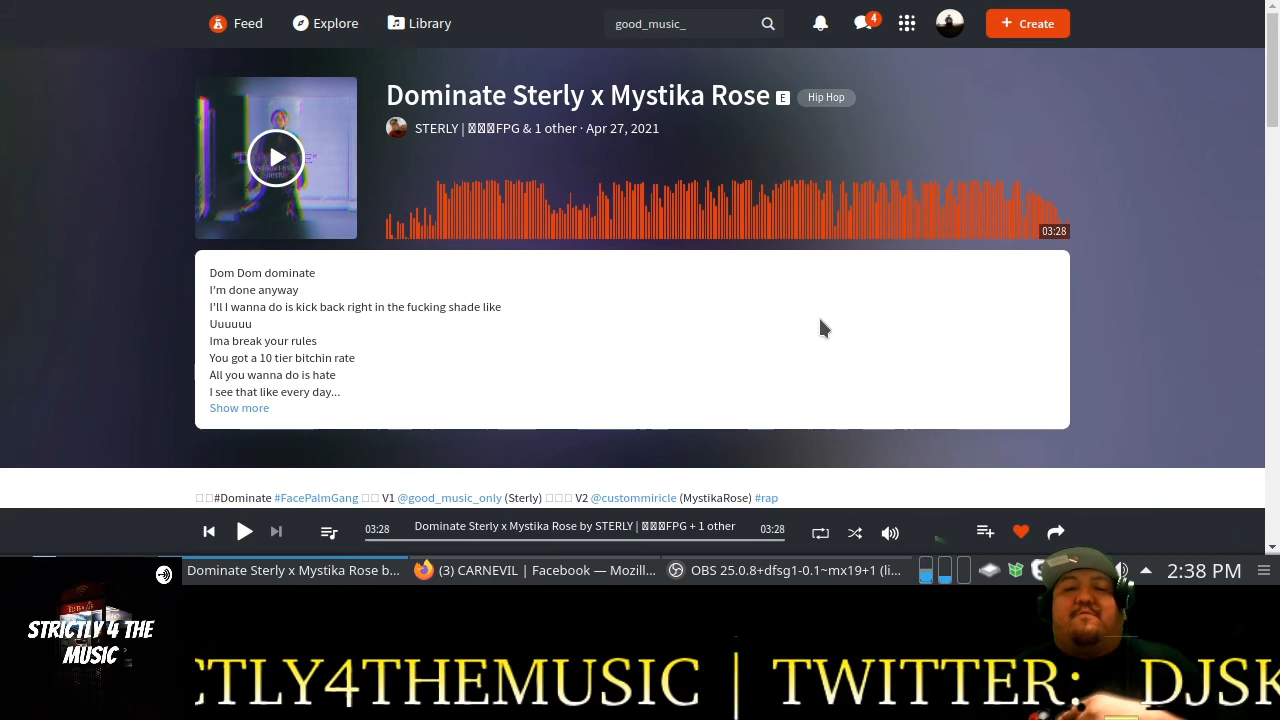 Feed
Explore
Library
good_music_
4
+ Create
Dominate Sterly x Mystika Rose E Hip Hop
STERLY | FPG & 1 other · Apr 27, 2021
03:28
Dom Dom dominate
I'm done anyway
I'll I wanna do is kick back right in the fucking shade like
Uuuuuu
Ima break your rules
You got a 10 tier bitchin rate
All you wanna do is hate
I see that like every day...
Show more
#Dominate #FacePalmGang V1 @good_music_only (Sterly) V2 @custommiricle (MystikaRose) #rap
03:28
Dominate Sterly x Mystika Rose by STERLY | FPG + 1 other
03:28
Dominate Sterly x Mystika Rose b...
(3) CARNEVIL | Facebook — Mozill...
OBS 25.0.8+dfsg1-0.1~mx19+1 (li...
2:38 PM
STRICTLY 4 THE
MUSIC
CTLY4THEMUSIC | TWITTER: DJSK